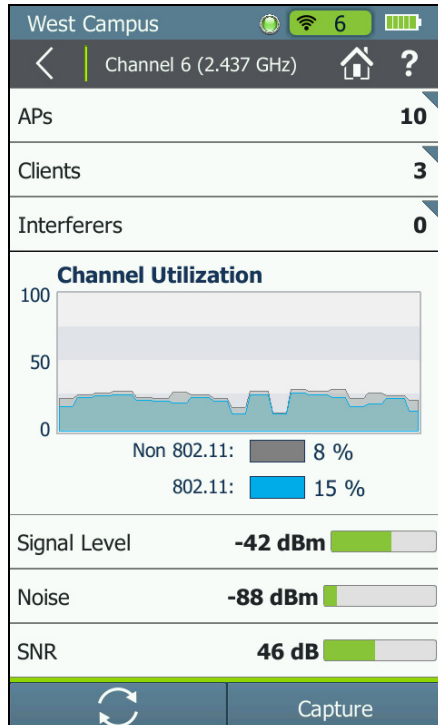 West Campus 6
Channel 6 (2.437 GHz) ?
APs 10
Clients 3
Interferers 0
Channel Utilization
100
50
0
Non 802.11: 8 %
802.11: 15 %
Signal Level -42 dBm
Noise -88 dBm
SNR 46 dB
Capture